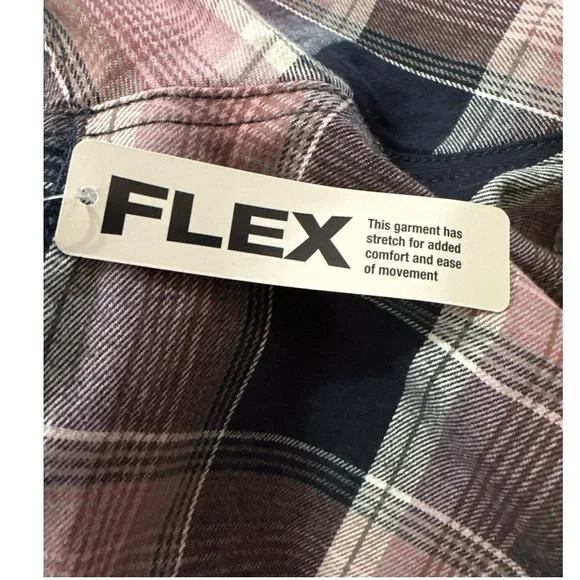 FLEX
This garment has
stretch for added
comfort and ease
of movement